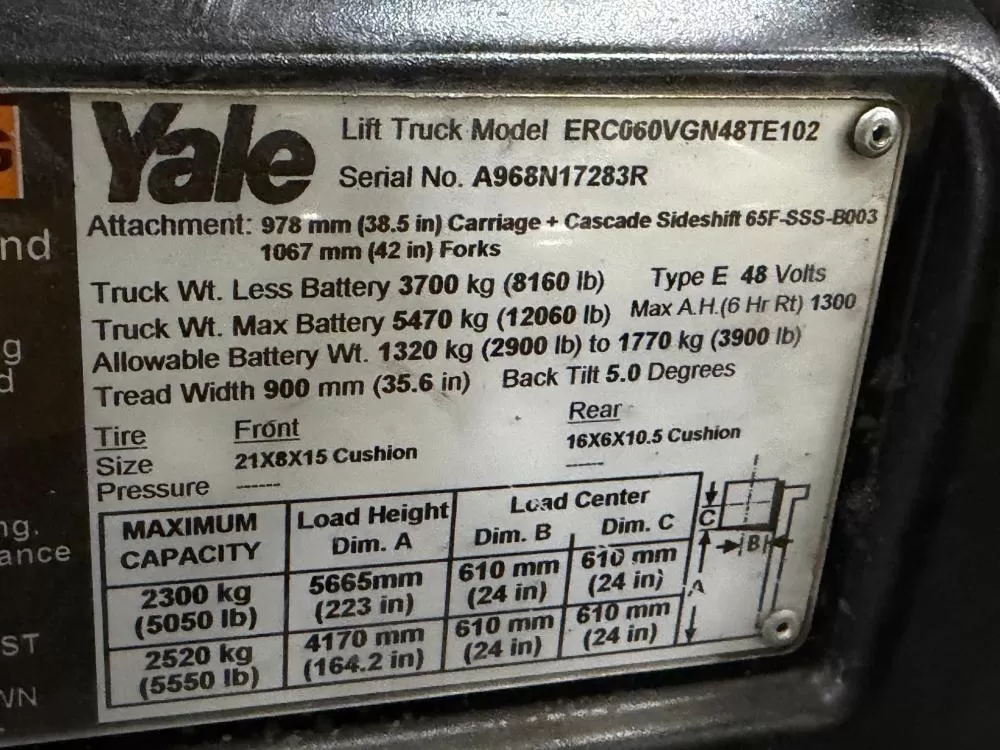 Yale
Lift Truck Model ERC060VGN48TE102
Serial No. A968N17283R
Attachment: 978 mm (38.5 in) Carriage + Cascade Sideshift 65F-SSS-B003
1067 mm (42 in) Forks
Truck Wt. Less Battery 3700 kg (8160 lb) Type E 48 Volts
Truck Wt. Max Battery 5470 kg (12060 lb) Max A.H.(6 Hr Rt) 1300
Allowable Battery Wt. 1320 kg (2900 lb) to 1770 kg (3900 lb)
Tread Width 900 mm (35.6 in) Back Tilt 5.0 Degrees
Tire Front Rear
Size 21X8X15 Cushion 16X6X10.5 Cushion
Pressure ------ ------
MAXIMUM CAPACITY Load Height Dim. A Load Center Dim. B Dim. C
2300 kg (5050 lb) 5665mm (223 in) 610 mm (24 in) 610 mm (24 in)
2520 kg (5550 lb) 4170 mm (164.2 in) 610 mm (24 in) 610 mm (24 in)
C
B
A
nd
g
d
ng.
ance
ST
WN